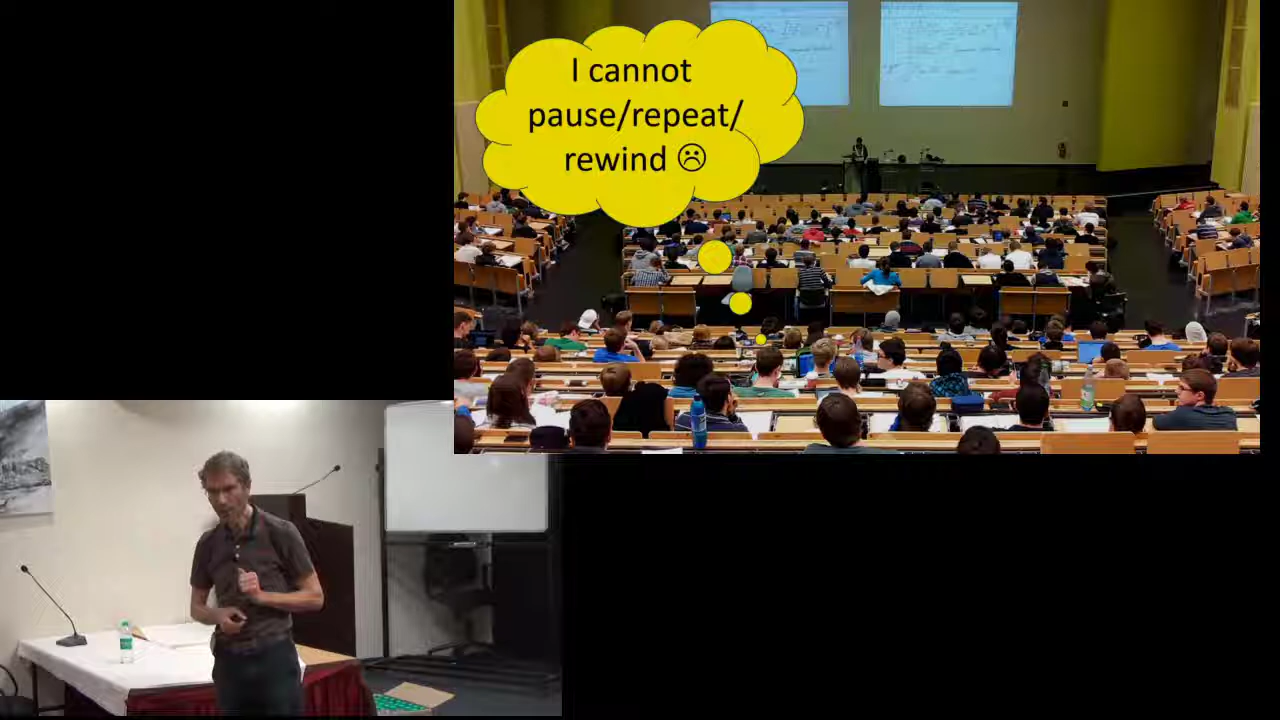 I cannot
pause/repeat/
rewind ☹